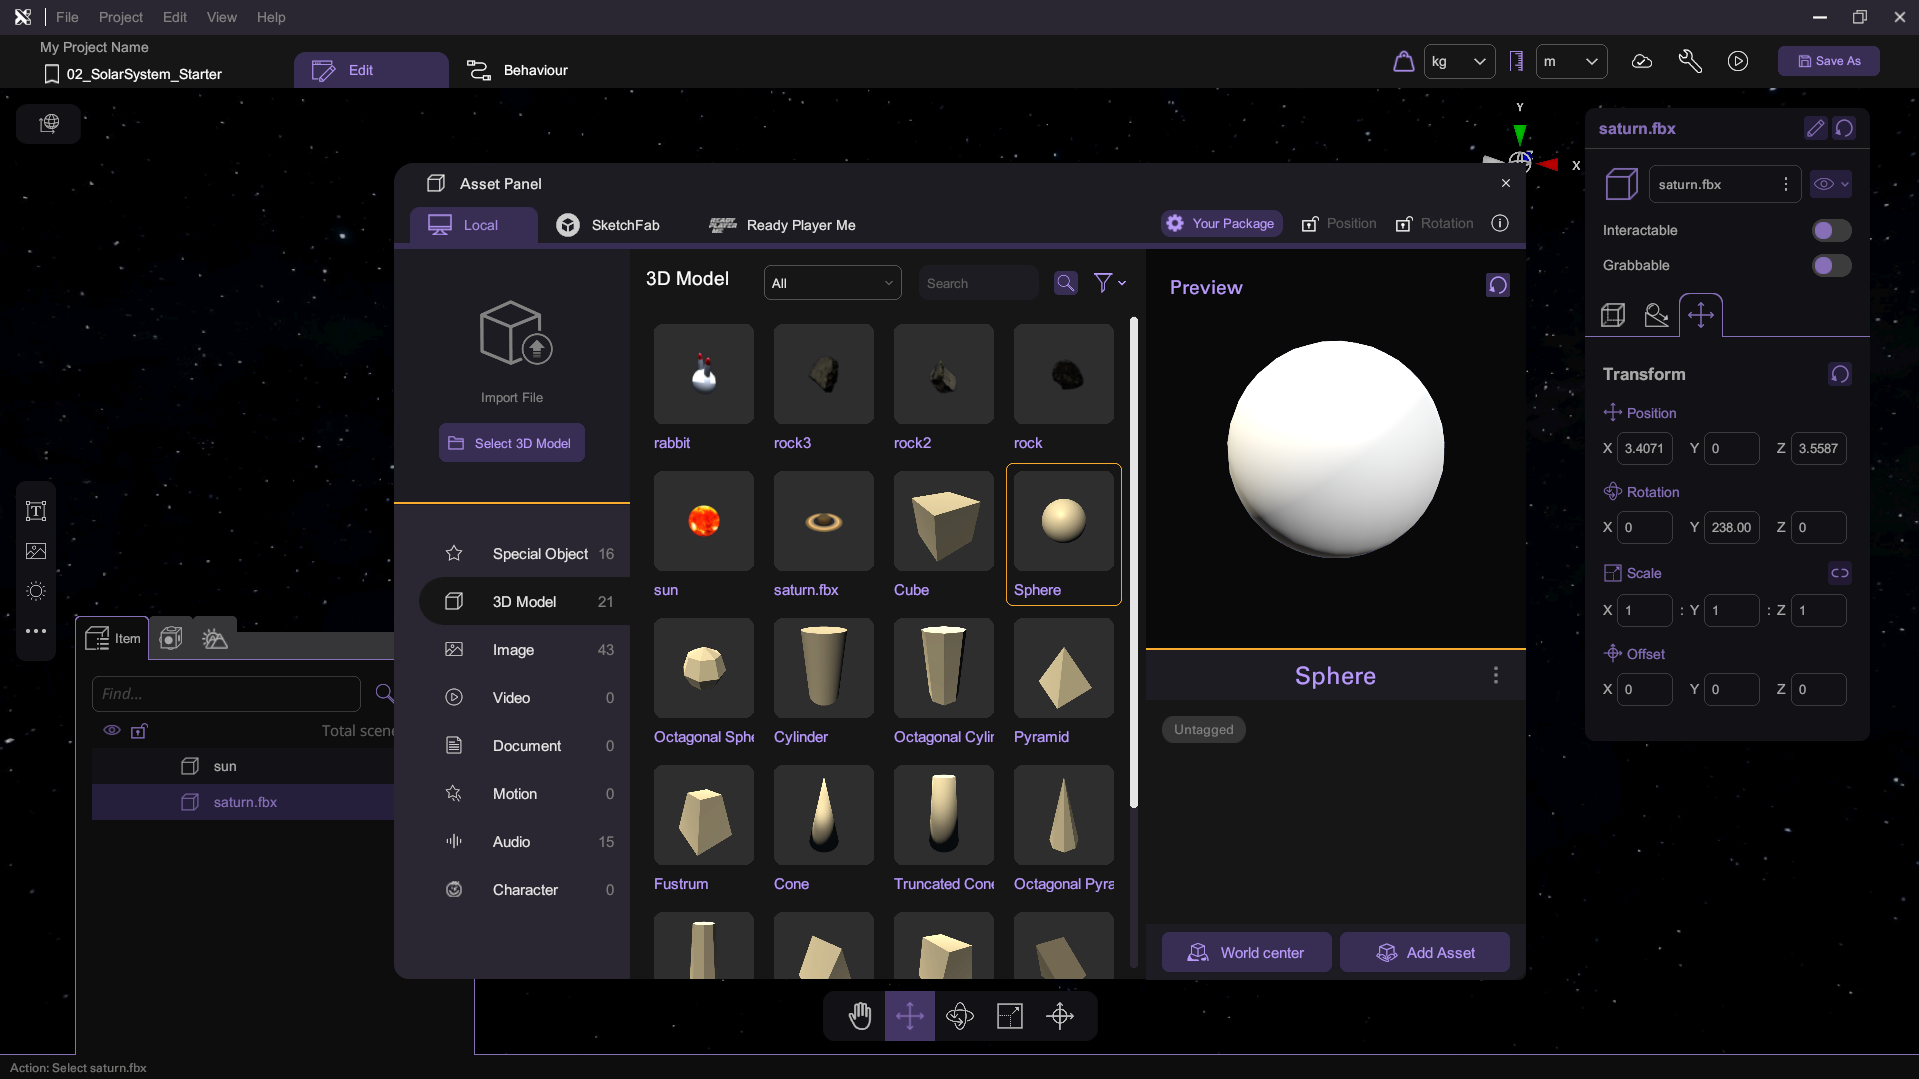 File Project Edit View Help
My Project Name
02_SolarSystem_Starter
Edit
Behaviour
kg
m
Save As
Y
X
Asset Panel
Local
SketchFab
READY PLAYER ME
Ready Player Me
Your Package
Position
Rotation
Import File
Select 3D Model
Special Object 16
3D Model 21
Image 43
Video 0
Document 0
Motion 0
Audio 15
Character 0
3D Model
All
Search
rabbit
rock3
rock2
rock
sun
saturn.fbx
Cube
Sphere
Octagonal Sphe
Cylinder
Octagonal Cylin
Pyramid
Fustrum
Cone
Truncated Cone
Octagonal Pyra
Preview
Sphere
Untagged
World center
Add Asset
Item
Find...
Total scene
sun
saturn.fbx
saturn.fbx
saturn.fbx
Interactable
Grabbable
Transform
Position
X 3.4071 Y 0 Z 3.5587
Rotation
X 0 Y 238.00 Z 0
Scale
X 1 : Y 1 : Z 1
Offset
X 0 Y 0 Z 0
Action: Select saturn.fbx